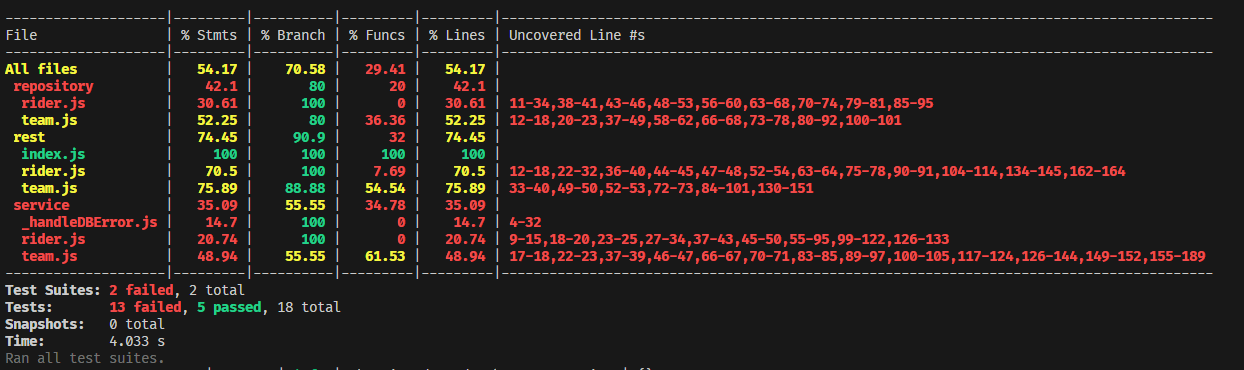 --------------------|---------|----------|---------|---------|-----------------------------------------------------------------------------------------
File                | % Stmts | % Branch | % Funcs | % Lines | Uncovered Line #s
--------------------|---------|----------|---------|---------|-----------------------------------------------------------------------------------------
All files           |   54.17 |    70.58 |   29.41 |   54.17 |
 repository         |    42.1 |       80 |      20 |    42.1 |
  rider.js          |   30.61 |      100 |       0 |   30.61 | 11-34,38-41,43-46,48-53,56-60,63-68,70-74,79-81,85-95
  team.js           |   52.25 |       80 |   36.36 |   52.25 | 12-18,20-23,37-49,58-62,66-68,73-78,80-92,100-101
 rest               |   74.45 |     90.9 |      32 |   74.45 |
  index.js          |     100 |      100 |     100 |     100 |
  rider.js          |    70.5 |      100 |    7.69 |    70.5 | 12-18,22-32,36-40,44-45,47-48,52-54,63-64,75-78,90-91,104-114,134-145,162-164
  team.js           |   75.89 |    88.88 |   54.54 |   75.89 | 33-40,49-50,52-53,72-73,84-101,130-151
 service            |   35.09 |    55.55 |   34.78 |   35.09 |
  _handleDBError.js |    14.7 |      100 |       0 |    14.7 | 4-32
  rider.js          |   20.74 |      100 |       0 |   20.74 | 9-15,18-20,23-25,27-34,37-43,45-50,55-95,99-122,126-133
  team.js           |   48.94 |    55.55 |   61.53 |   48.94 | 17-18,22-23,37-39,46-47,66-67,70-71,83-85,89-97,100-105,117-124,126-144,149-152,155-189
--------------------|---------|----------|---------|---------|-----------------------------------------------------------------------------------------
Test Suites: 2 failed, 2 total
Tests:       13 failed, 5 passed, 18 total
Snapshots:   0 total
Time:        4.033 s
Ran all test suites.